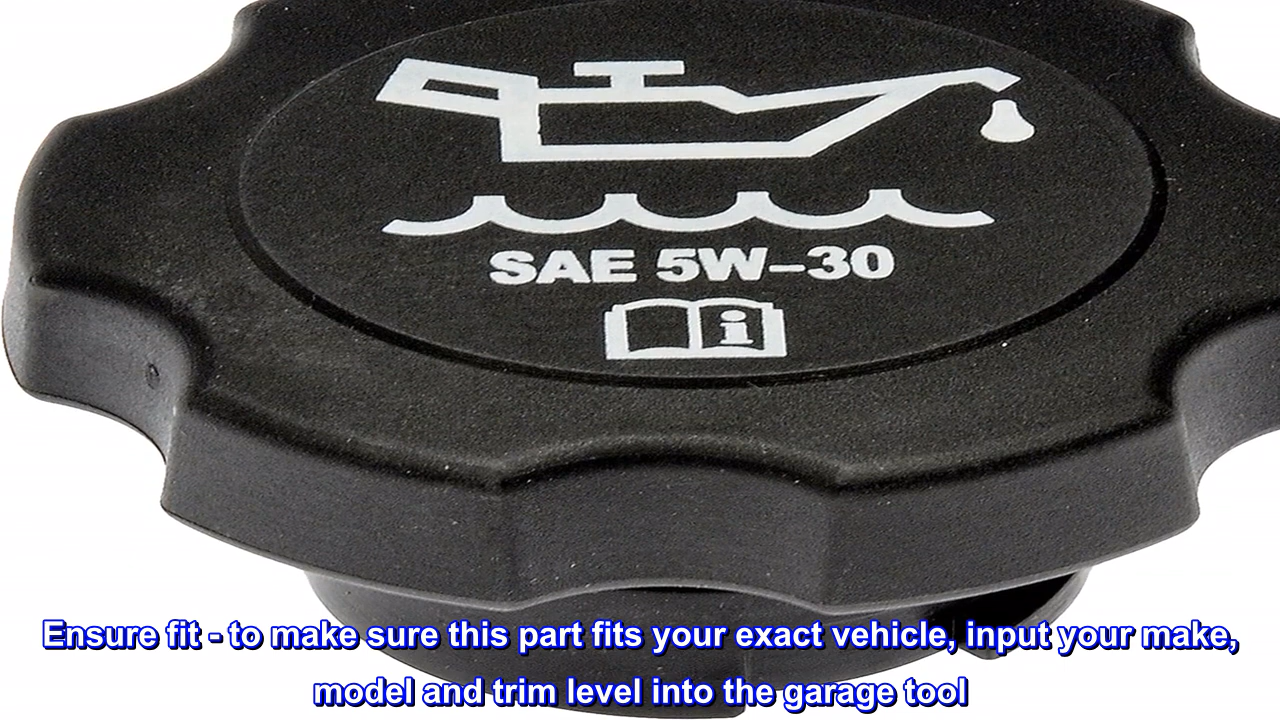 SAE 5W-30
Ensure fit - to make sure this part fits your exact vehicle, input your make,
model and trim level into the garage tool